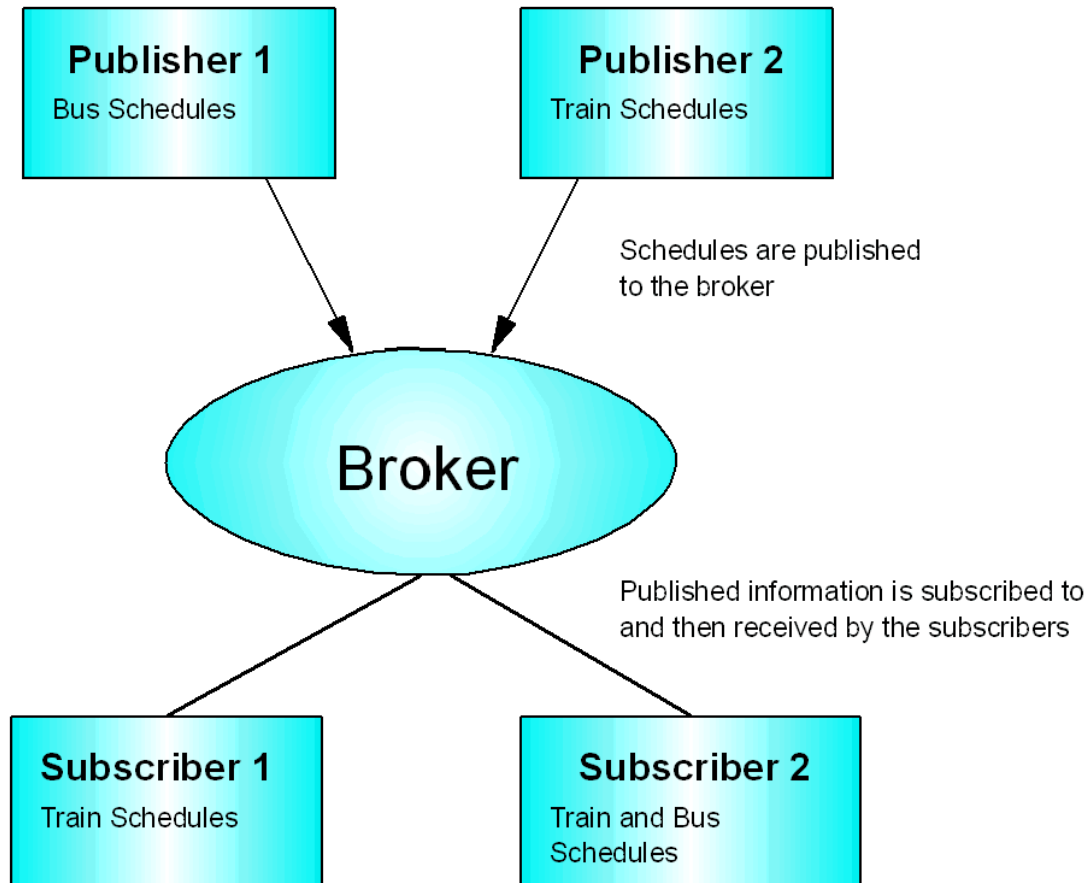 Publisher 1
Bus Schedules
Publisher 2
Train Schedules
Schedules are published
to the broker
Broker
Published information is subscribed to
and then received by the subscribers
Subscriber 1
Train Schedules
Subscriber 2
Train and Bus
Schedules